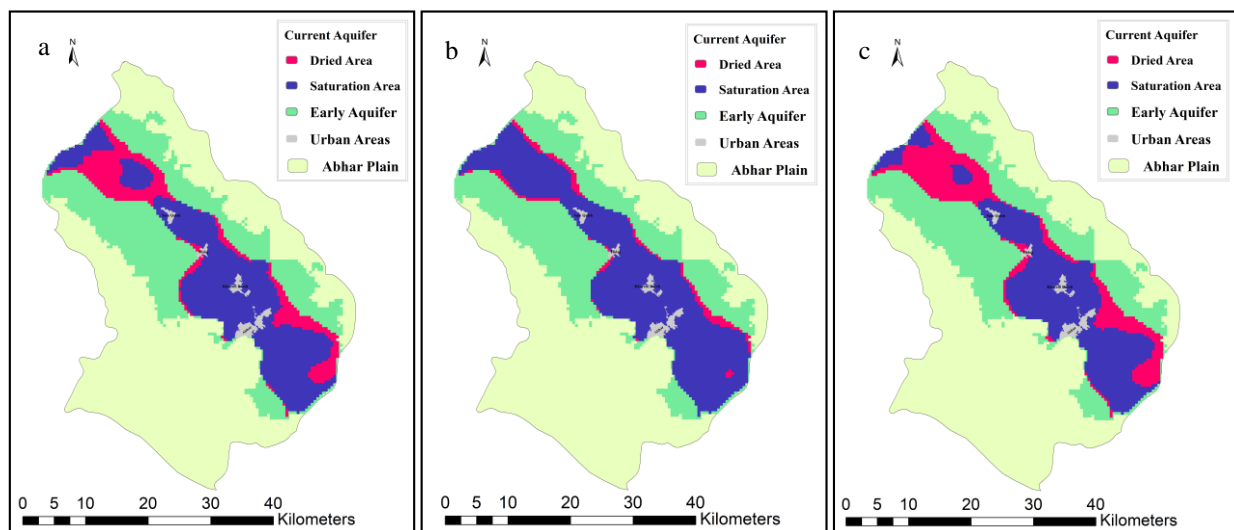 a
N
Current Aquifer
Dried Area
Saturation Area
Early Aquifer
Urban Areas
Abhar Plain
0 5 10 20 30 40
Kilometers
b
N
Current Aquifer
Dried Area
Saturation Area
Early Aquifer
Urban Areas
Abhar Plain
0 5 10 20 30 40
Kilometers
c
N
Current Aquifer
Dried Area
Saturation Area
Early Aquifer
Urban Areas
Abhar Plain
0 5 10 20 30 40
Kilometers